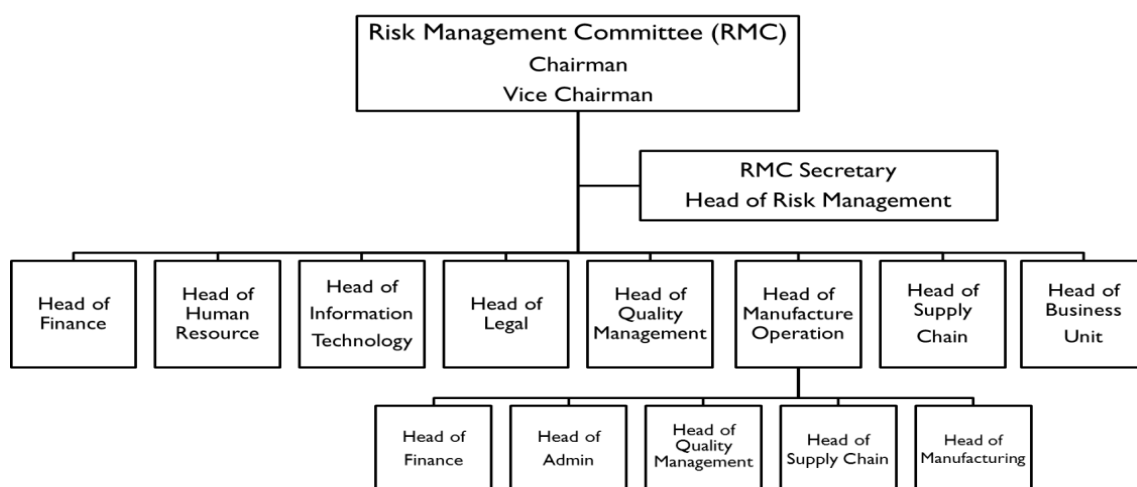 Risk Management Committee (RMC)
Chairman
Vice Chairman
RMC Secretary
Head of Risk Management
Head of
Finance
Head of
Human
Resource
Head of
Information
Technology
Head of
Legal
Head of
Quality
Management
Head of
Manufacture
Operation
Head of
Supply
Chain
Head of
Business
Unit
Head of
Finance
Head of
Admin
Head of
Quality
Management
Head of
Supply Chain
Head of
Manufacturing